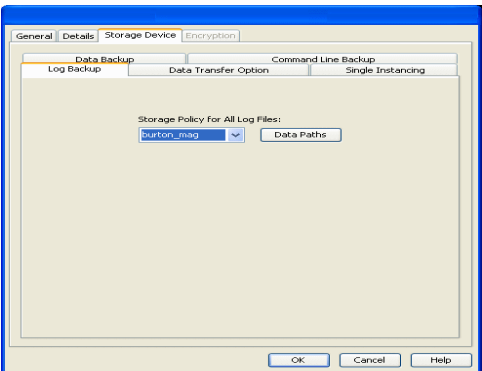 General Details Storage Device Encryption
Data Backup Command Line Backup
Log Backup Data Transfer Option Single Instancing
Storage Policy for All Log Files:
burton_mag Data Paths
OK Cancel Help